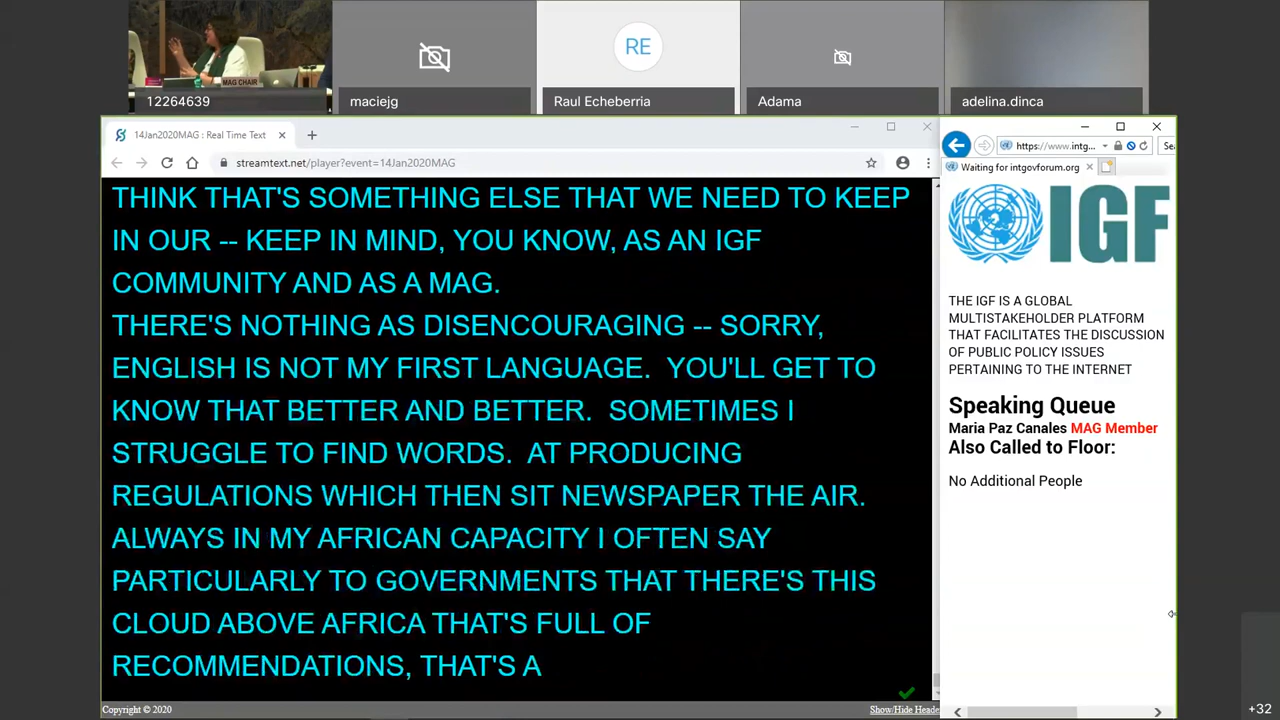 MAG CHAIR
12264639
maciejg
RE
Raul Echeberria
Adama
adelina.dinca
14Jan2020MAG : Real Time Text
streamtext.net/player?event=14Jan2020MAG
THINK THAT'S SOMETHING ELSE THAT WE NEED TO KEEP
IN OUR -- KEEP IN MIND, YOU KNOW, AS AN IGF
COMMUNITY AND AS A MAG.
THERE'S NOTHING AS DISENCOURAGING -- SORRY,
ENGLISH IS NOT MY FIRST LANGUAGE.  YOU'LL GET TO
KNOW THAT BETTER AND BETTER.  SOMETIMES I
STRUGGLE TO FIND WORDS.  AT PRODUCING
REGULATIONS WHICH THEN SIT NEWSPAPER THE AIR.
ALWAYS IN MY AFRICAN CAPACITY I OFTEN SAY
PARTICULARLY TO GOVERNMENTS THAT THERE'S THIS
CLOUD ABOVE AFRICA THAT'S FULL OF
RECOMMENDATIONS, THAT'S A
Copyright © 2020
Show/Hide Heade
https://www.intg...
Sea
Waiting for intgovforum.org
IGF
THE IGF IS A GLOBAL
MULTISTAKEHOLDER PLATFORM
THAT FACILITATES THE DISCUSSION
OF PUBLIC POLICY ISSUES
PERTAINING TO THE INTERNET
Speaking Queue
Maria Paz Canales MAG Member
Also Called to Floor:
No Additional People
+32